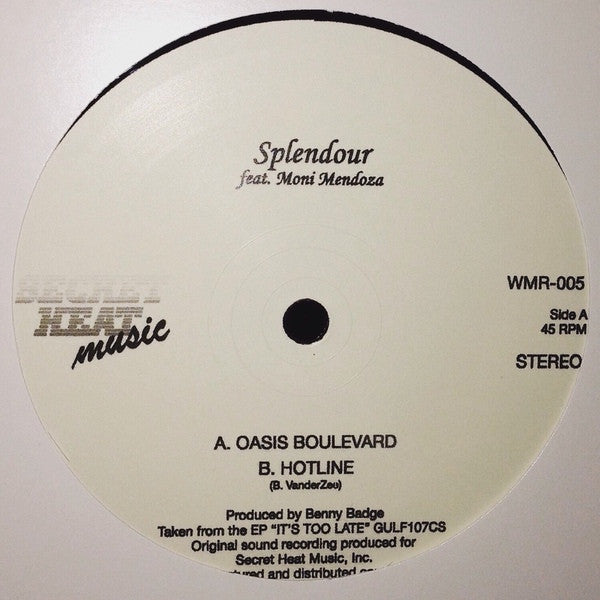 Splendour
feat. Moni Mendoza
SECRET
HEAT
music
WMR-005
Side A
45 RPM
STEREO
A. OASIS BOULEVARD
B. HOTLINE
(B. VanderZeu)
Produced by Benny Badge
Taken from the EP "IT'S TOO LATE" GULF107CS
Original sound recording produced for
Secret Heat Music, Inc.
and distributed